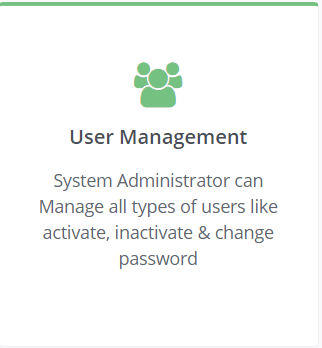 User Management
System Administrator can
Manage all types of users like
activate, inactivate & change
password